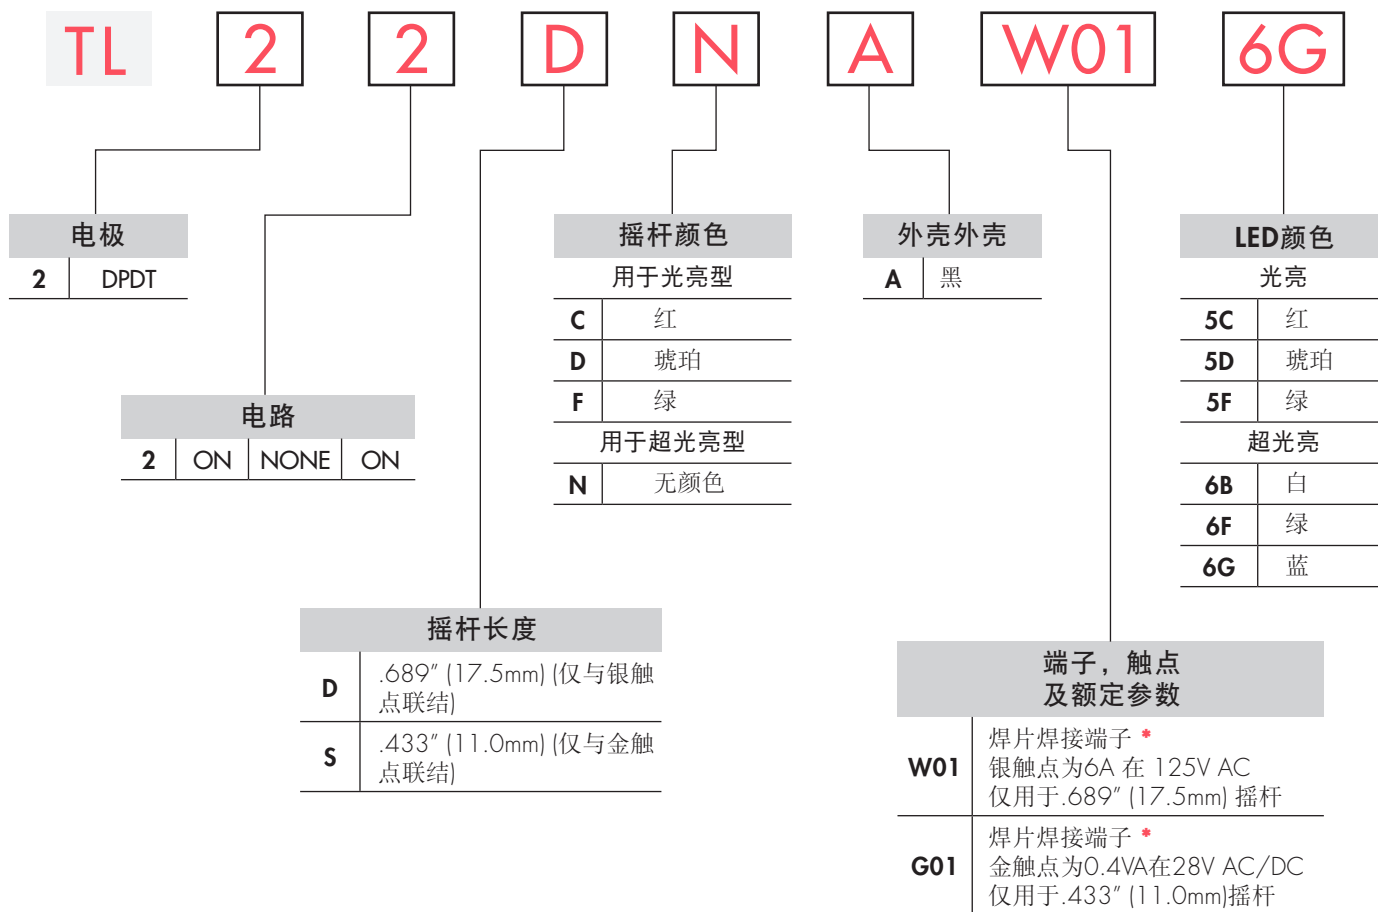 TL 2 2 D N A W01 6G
电极
2 DPDT
电路
2 ON NONE ON
摇杆长度
D .689” (17.5mm) (仅与银触
点联结)
S .433” (11.0mm) (仅与金触
点联结)
摇杆颜色
用于光亮型
C 红
D 琥珀
F 绿
用于超光亮型
N 无颜色
外壳外壳
A 黑
端子，触点
及额定参数
W01 焊片焊接端子 *
银触点为6A 在 125V AC
仅用于.689” (17.5mm) 摇杆
G01 焊片焊接端子 *
金触点为0.4VA在28V AC/DC
仅用于.433” (11.0mm)摇杆
LED颜色
光亮
5C 红
5D 琥珀
5F 绿
超光亮
6B 白
6F 绿
6G 蓝